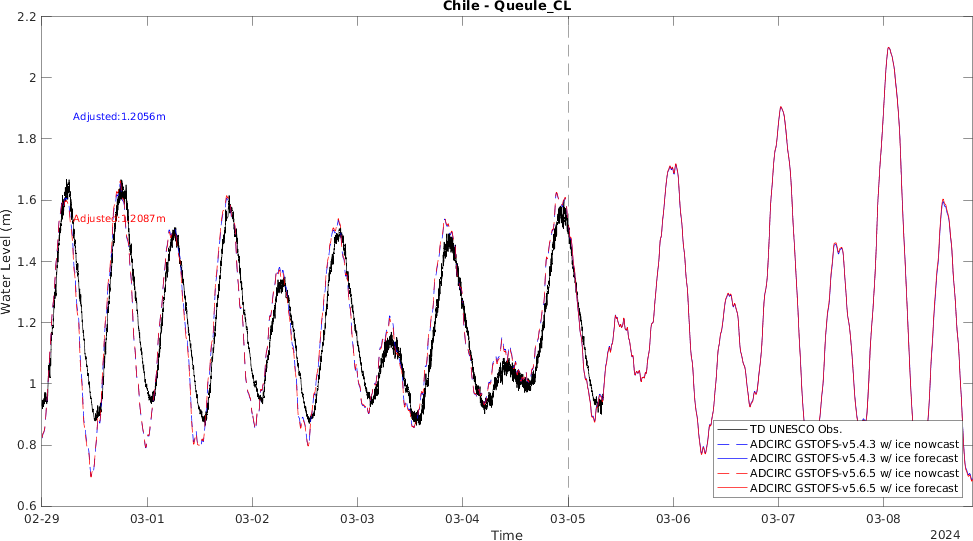 Chile - Queule_CL
2.2
2
1.8
1.6
1.4
1.2
1
0.8
0.6
Water Level (m)
Adjusted:1.2056m
Adjusted:1.2087m
TD UNESCO Obs.
ADCIRC GSTOFS-v5.4.3 w/ ice nowcast
ADCIRC GSTOFS-v5.4.3 w/ ice forecast
ADCIRC GSTOFS-v5.6.5 w/ ice nowcast
ADCIRC GSTOFS-v5.6.5 w/ ice forecast
02-29 03-01 03-02 03-03 03-04 03-05 03-06 03-07 03-08
Time
2024